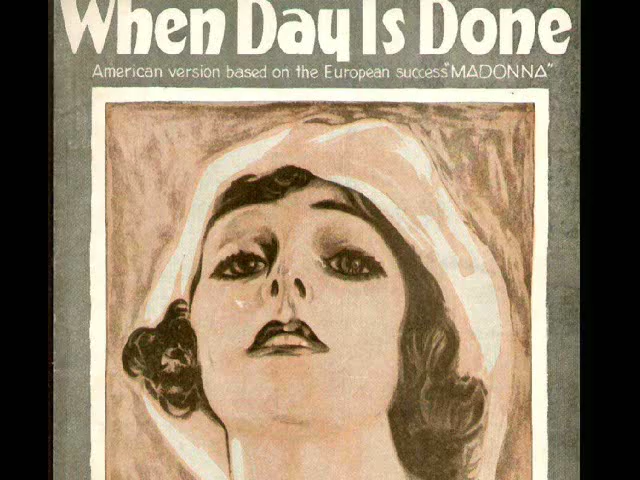 When Day Is Done
American version based on the European success "MADONNA"